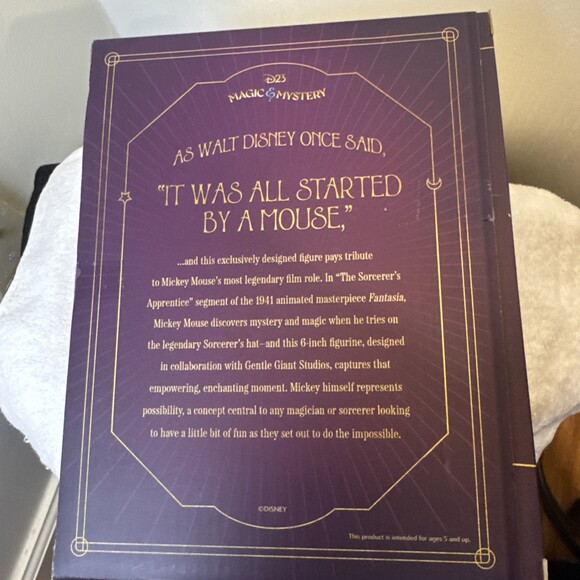 D23
MAGIC & MYSTERY
AS WALT DISNEY ONCE SAID,
"IT WAS ALL STARTED
BY A MOUSE,"
...and this exclusively designed figure pays tribute
to Mickey Mouse's most legendary film role. In "The Sorcerer's
Apprentice" segment of the 1941 animated masterpiece Fantasia,
Mickey Mouse discovers mystery and magic when he tries on
the legendary Sorcerer's hat—and this 6-inch figurine, designed
in collaboration with Gentle Giant Studios, captures that
empowering, enchanting moment. Mickey himself represents
possibility, a concept central to any magician or sorcerer looking
to have a little bit of fun as they set out to do the impossible.
©DISNEY
This product is intended for ages 5 and up.